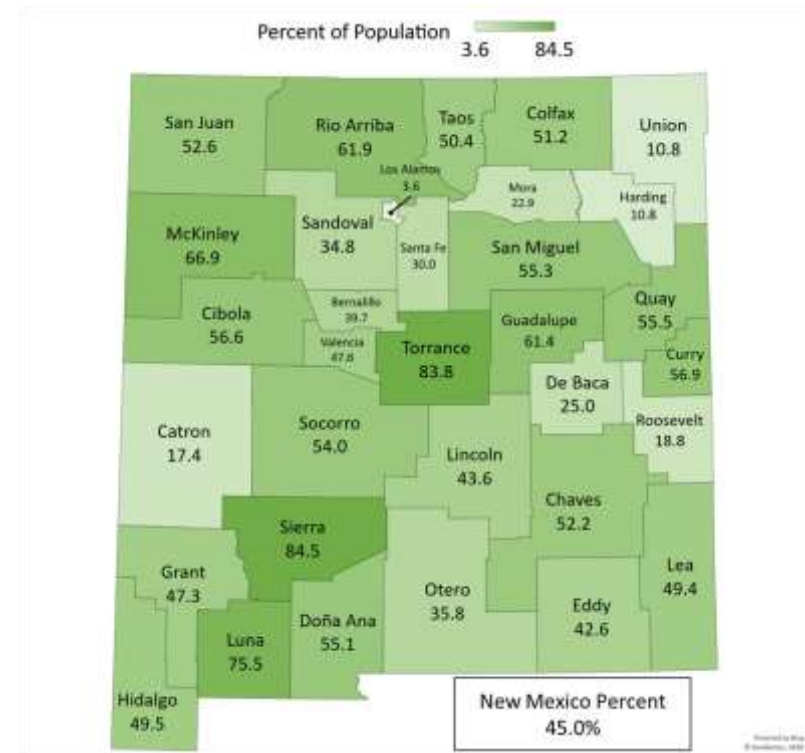 Percent of Population
3.6 84.5
San Juan
52.6
Rio Arriba
61.9
Taos
50.4
Colfax
51.2
Union
10.8
Los Alamos
3.6
Mora
22.9
Harding
10.8
Sandoval
34.8
Santa Fe
30.0
McKinley
66.9
San Miguel
55.3
Quay
55.5
Cibola
56.6
Bernalillo
39.7
Valencia
47.8
Torrance
83.8
Guadalupe
61.4
Curry
56.9
De Baca
25.0
Roosevelt
18.8
Catron
17.4
Socorro
54.0
Lincoln
43.6
Chaves
52.2
Sierra
84.5
Grant
47.3
Otero
35.8
Lea
49.4
Eddy
42.6
Luna
75.5
Doña Ana
55.1
Hidalgo
49.5
New Mexico Percent
45.0%